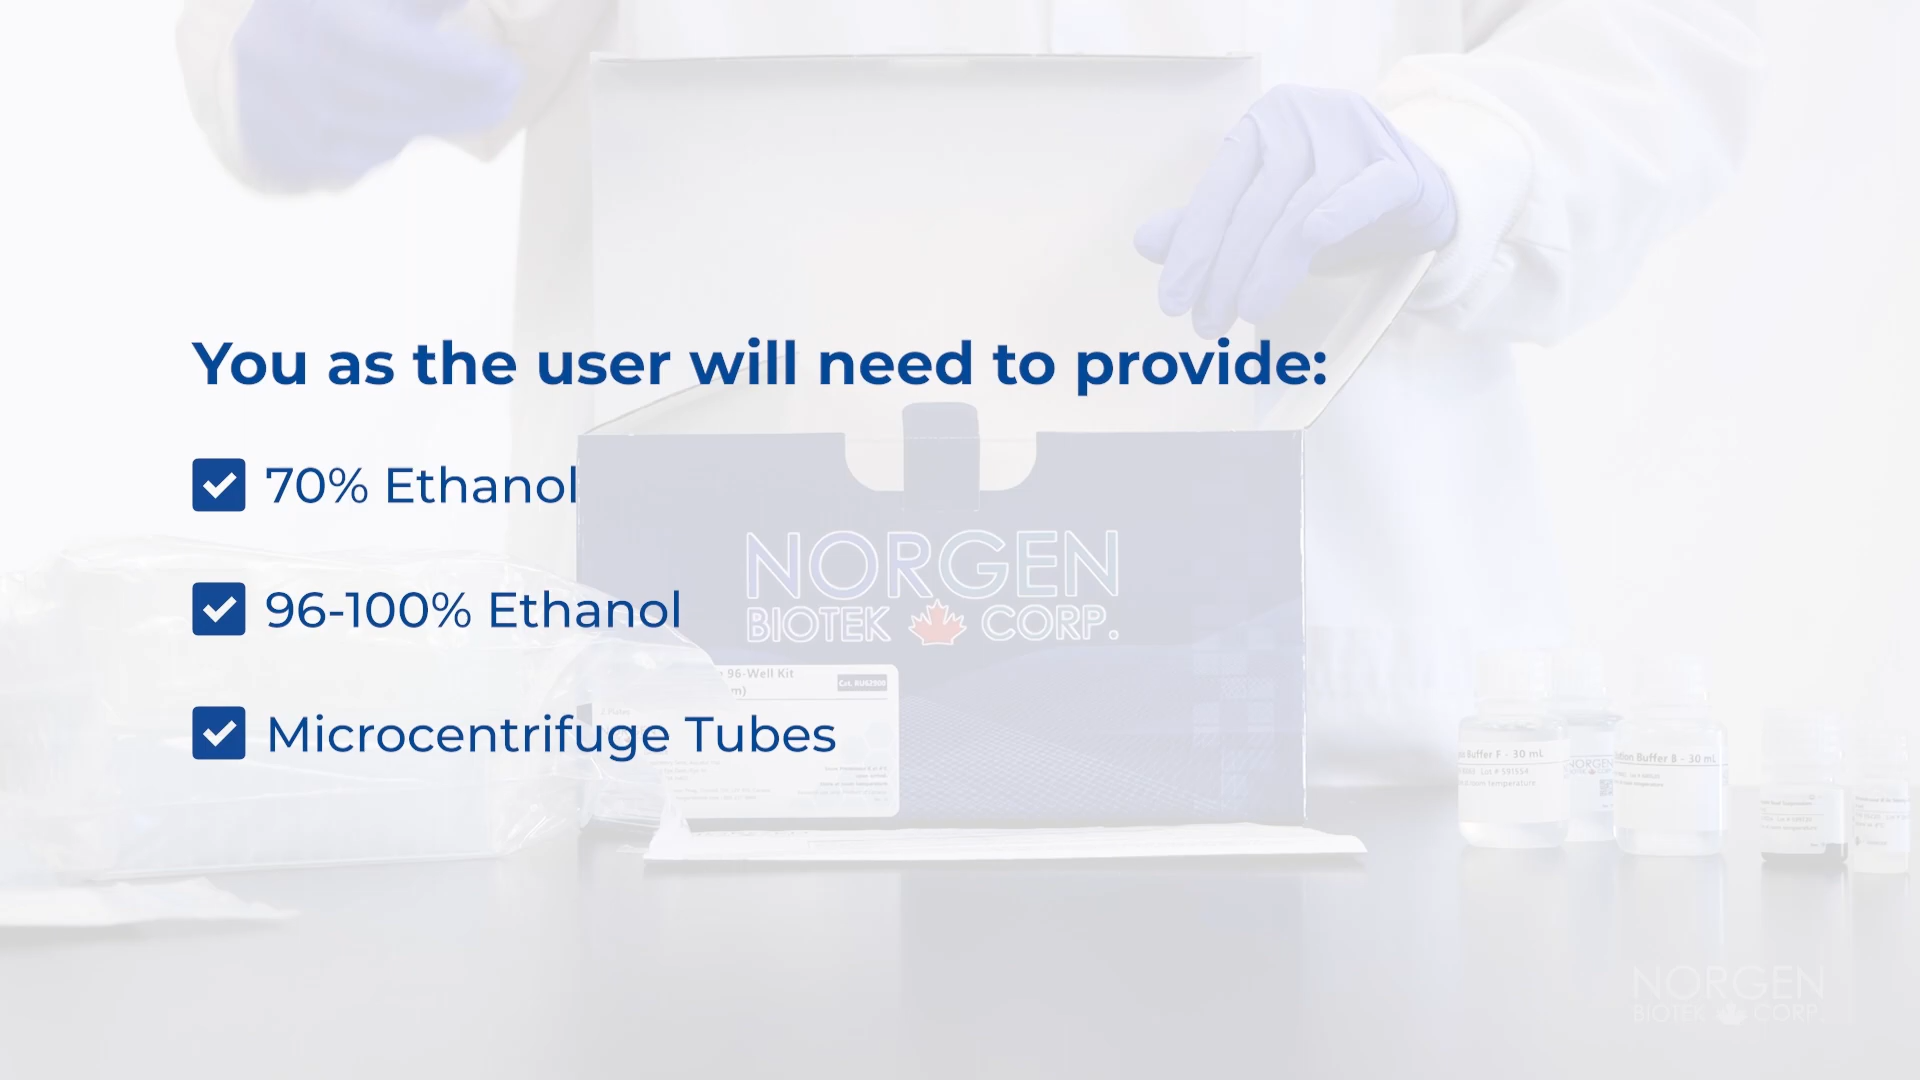 You as the user will need to provide:
70% Ethanol
96-100% Ethanol
Microcentrifuge Tubes
NORGEN
BIOTEK CORP.
96-Well Kit
Buffer F - 30 mL
Buffer B - 30 mL
NORGEN
NORGEN
BIOTEK CORP.